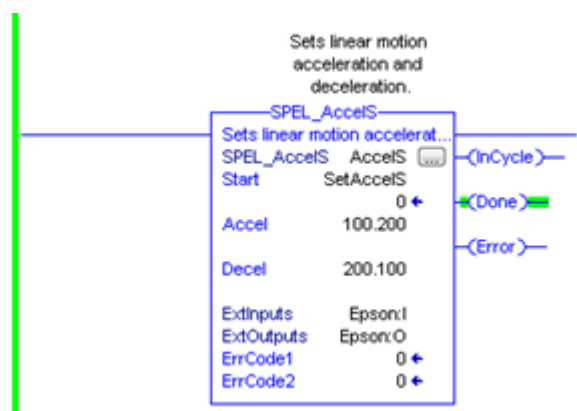 Sets linear motion
acceleration and
deceleration.
SPEL_AccelS
Sets linear motion accelerat...
SPEL_AccelS AccelS ...
Start SetAccelS
0
Accel 100.200
Decel 200.100
ExtInputs Epson:I
ExtOutputs Epson:O
ErrCode1 0
ErrCode2 0
(InCycle)
(Done)
(Error)